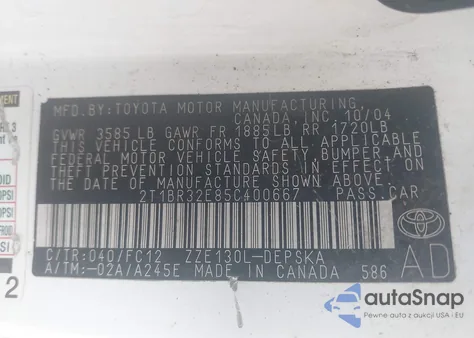 MFD.BY:TOYOTA MOTOR MANUFACTURING
CANADA, INC. 10/04
GVWR 3585LB GAWR FR 1885LB RR 1720LB
THIS VEHICLE CONFORMS TO ALL APPLICABLE
FEDERAL MOTOR VEHICLE SAFETY, BUMPER, AND
THEFT PREVENTION STANDARDS IN EFFECT ON
THE DATE OF MANUFACTURE SHOWN ABOVE.
2T1BR32E85C400667 PASS.CAR
C/TR:040/FC12 ZZE130L-DEPSKA
A/TM:-02A/A245E MADE IN CANADA 586
AD
2
autoSnap
Pewne auta z aukcji USA i EU